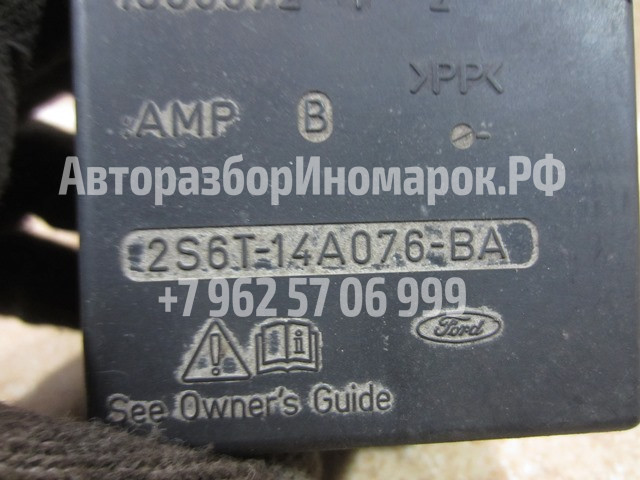 AMP B >PP<
АвторазборИномарок.РФ
2S6T-14A076-BA
+7 962 57 06 999
Ford
See Owner's Guide